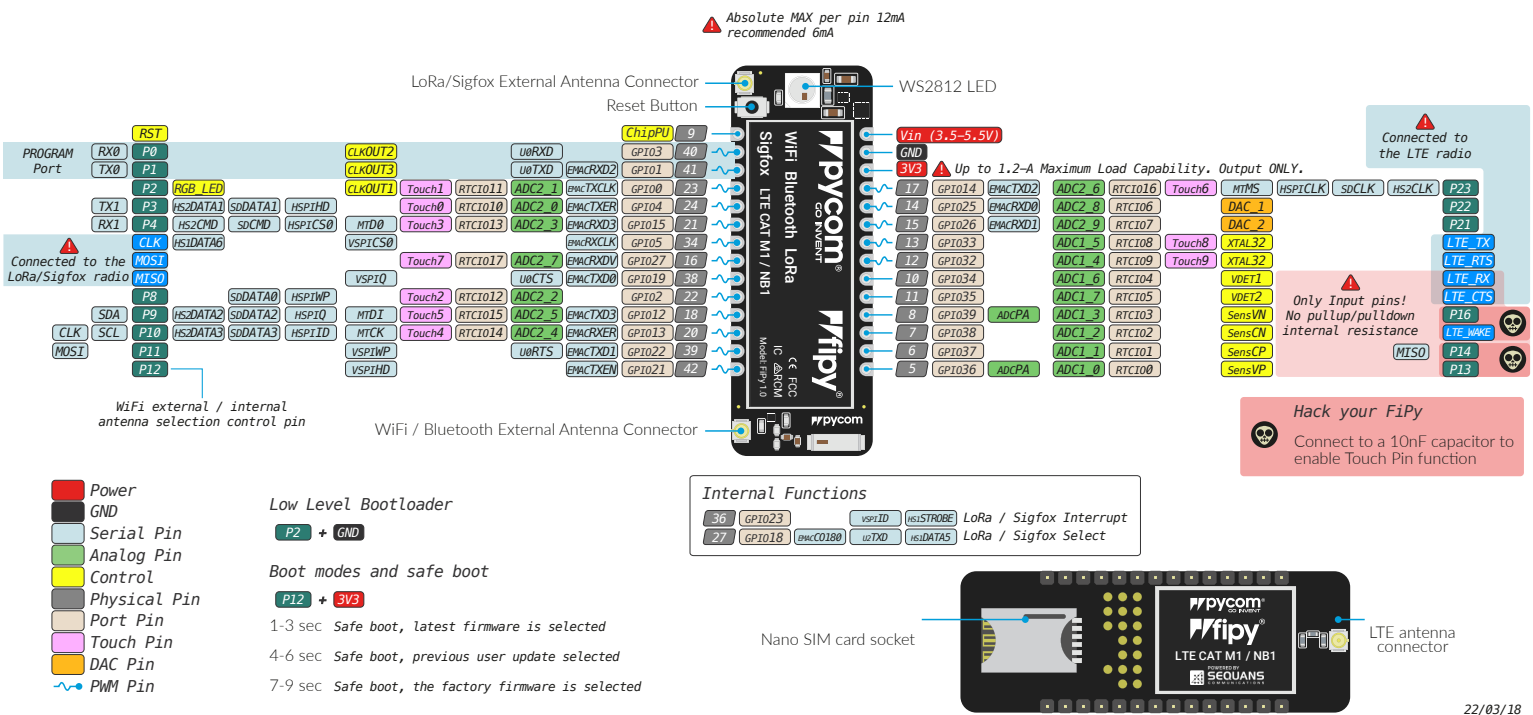 Absolute MAX per pin 12mA
recommended 6mA
LoRa/Sigfox External Antenna Connector
Reset Button
WS2812 LED
RST ChipPU 9
PROGRAM
Port
RX0 P0 CLKOUT2 U0RXD GPIO3 40
TX0 P1 CLKOUT3 U0TXD EMACRXD2 GPIO1 41
P2 RGB_LED CLKOUT1 Touch1 RTCIO11 ADC2_1 EMACTXCLK GPIO0 23
TX1 P3 HS2DATA1 SDDATA1 HSPIHD Touch0 RTCIO10 ADC2_0 EMACTXER GPIO4 24
RX1 P4 HS2CMD SDCMD HSPICS0 MTD0 Touch3 RTCIO13 ADC2_3 EMACRXD3 GPIO15 21
CLK HS1DATA6 VSPICS0 EMACRXCLK GPIO5 34
MOSI Touch7 RTCIO17 ADC2_7 EMACRXDV GPIO27 16
MISO VSPIQ U0CTS EMACTXD0 GPIO19 38
Connected to the
LoRa/Sigfox radio
P8 SDDATA0 HSPIWP Touch2 RTCIO12 ADC2_2 GPIO2 22
SDA P9 HS2DATA2 SDDATA2 HSPIQ MTDI Touch5 RTCIO15 ADC2_5 EMACTXD3 GPIO12 18
CLK SCL P10 HS2DATA3 SDDATA3 HSPIID MTCK Touch4 RTCIO14 ADC2_4 EMACRXER GPIO13 20
MOSI P11 VSPIWP U0RTS EMACTXD1 GPIO22 39
P12 VSPIHD EMACTXEN GPIO21 42
WiFi external / internal
antenna selection control pin
WiFi / Bluetooth External Antenna Connector
pycom
GO INVENT
WiFi Bluetooth LoRa
Sigfox LTE CAT M1 / NB1
fipy
CE FCC
IC RCM
Model: FiPy 1.0
pycom
Vin (3.5-5.5V)
GND
3V3 Up to 1.2-A Maximum Load Capability. Output ONLY.
17 GPIO14 EMACTXD2 ADC2_6 RTCIO16 Touch6 MTMS HSPICLK SDCLK HS2CLK P23
14 GPIO25 EMACRXD0 ADC2_8 RTCIO6 DAC_1 P22
15 GPIO26 EMACRXD1 ADC2_9 RTCIO7 DAC_2 P21
13 GPIO33 ADC1_5 RTCIO8 Touch8 XTAL32 LTE_TX
12 GPIO32 ADC1_4 RTCIO9 Touch9 XTAL32 LTE_RTS
10 GPIO34 ADC1_6 RTCIO4 VDET1 LTE_RX
11 GPIO35 ADC1_7 RTCIO5 VDET2 LTE_CTS
8 GPIO39 ADCPA ADC1_3 RTCIO3 SensVN P16
7 GPIO38 ADC1_2 RTCIO2 SensCN LTE_WAKE
6 GPIO37 ADC1_1 RTCIO1 SensCP MISO P14
5 GPIO36 ADCPA ADC1_0 RTCIO0 SensVP P13
Connected to
the LTE radio
Only Input pins!
No pullup/pulldown
internal resistance
Hack your FiPy
Connect to a 10nF capacitor to
enable Touch Pin function
Power
GND
Serial Pin
Analog Pin
Control
Physical Pin
Port Pin
Touch Pin
DAC Pin
PWM Pin
Low Level Bootloader
P2 + GND
Boot modes and safe boot
P12 + 3V3
1-3 sec Safe boot, latest firmware is selected
4-6 sec Safe boot, previous user update selected
7-9 sec Safe boot, the factory firmware is selected
Internal Functions
36 GPIO23 VSPIID HS1STROBE LoRa / Sigfox Interrupt
27 GPIO18 EMACCO180 U2TXD HS1DATA5 LoRa / Sigfox Select
Nano SIM card socket
pycom
GO INVENT
fipy
LTE CAT M1 / NB1
POWERED BY
SEQUANS
COMMUNICATIONS
LTE antenna
connector
22/03/18